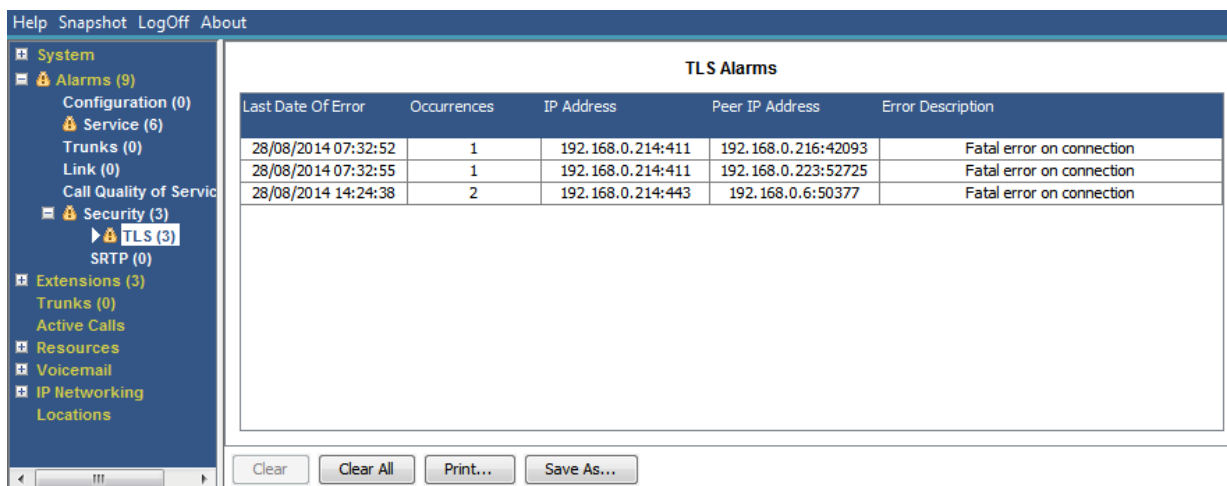 Help Snapshot LogOff About
System
Alarms (9)
Configuration (0)
Service (6)
Trunks (0)
Link (0)
Call Quality of Servic
Security (3)
TLS (3)
SRTP (0)
Extensions (3)
Trunks (0)
Active Calls
Resources
Voicemail
IP Networking
Locations
TLS Alarms
Last Date Of Error Occurrences IP Address Peer IP Address Error Description
28/08/2014 07:32:52 1 192.168.0.214:411 192.168.0.216:42093 Fatal error on connection
28/08/2014 07:32:55 1 192.168.0.214:411 192.168.0.223:52725 Fatal error on connection
28/08/2014 14:24:38 2 192.168.0.214:443 192.168.0.6:50377 Fatal error on connection
Clear Clear All Print... Save As...